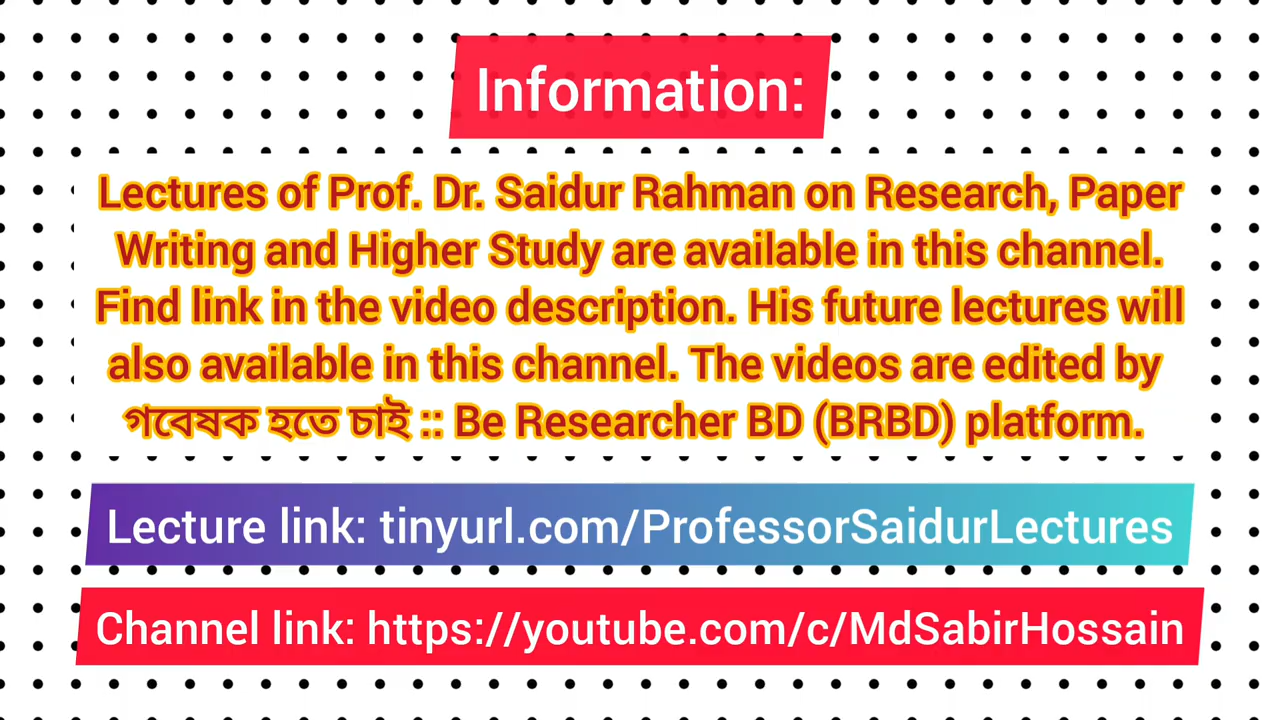 Information:
Lectures of Prof. Dr. Saidur Rahman on Research, Paper
Writing and Higher Study are available in this channel.
Find link in the video description. His future lectures will
also available in this channel. The videos are edited by
গবেষক হতে চাই :: Be Researcher BD (BRBD) platform.
Lecture link: tinyurl.com/ProfessorSaidurLectures
Channel link: https://youtube.com/c/MdSabirHossain